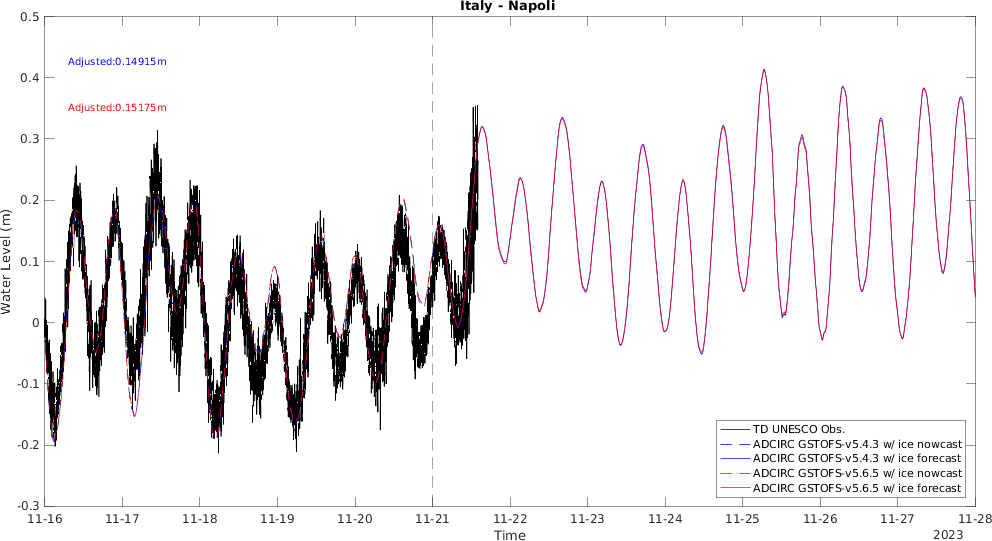 Italy - Napoli
Adjusted:0.14915m
Adjusted:0.15175m
Water Level (m)
0.5
0.4
0.3
0.2
0.1
0
-0.1
-0.2
-0.3
TD UNESCO Obs.
ADCIRC GSTOFS-v5.4.3 w/ ice nowcast
ADCIRC GSTOFS-v5.4.3 w/ ice forecast
ADCIRC GSTOFS-v5.6.5 w/ ice nowcast
ADCIRC GSTOFS-v5.6.5 w/ ice forecast
11-16 11-17 11-18 11-19 11-20 11-21 11-22 11-23 11-24 11-25 11-26 11-27 11-28
Time
2023